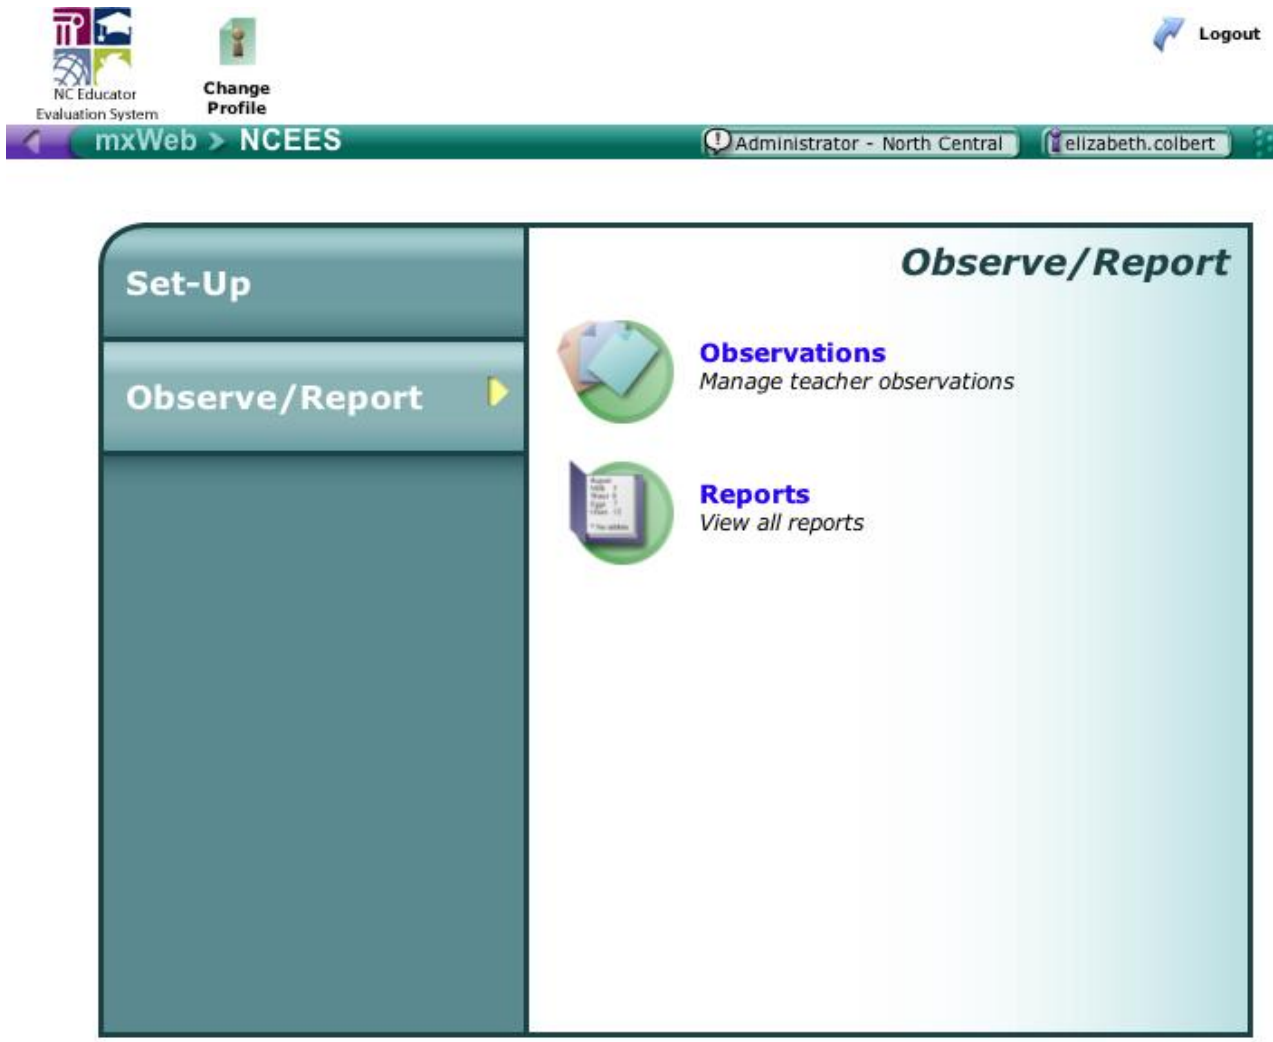 NC Educator
Evaluation System
Change
Profile
Logout
mxWeb > NCEES
Administrator - North Central
elizabeth.colbert
Set-Up
Observe/Report
Observe/Report
Observations
Manage teacher observations
Reports
View all reports